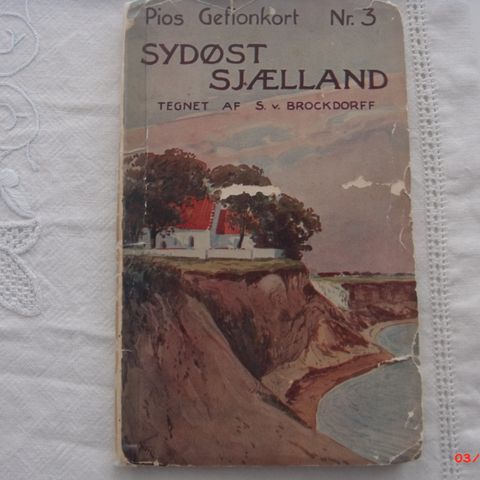 Pios Gefionkort Nr. 3
SYDØST
SJÆLLAND
TEGNET AF S. v. BROCKDORFF
03/